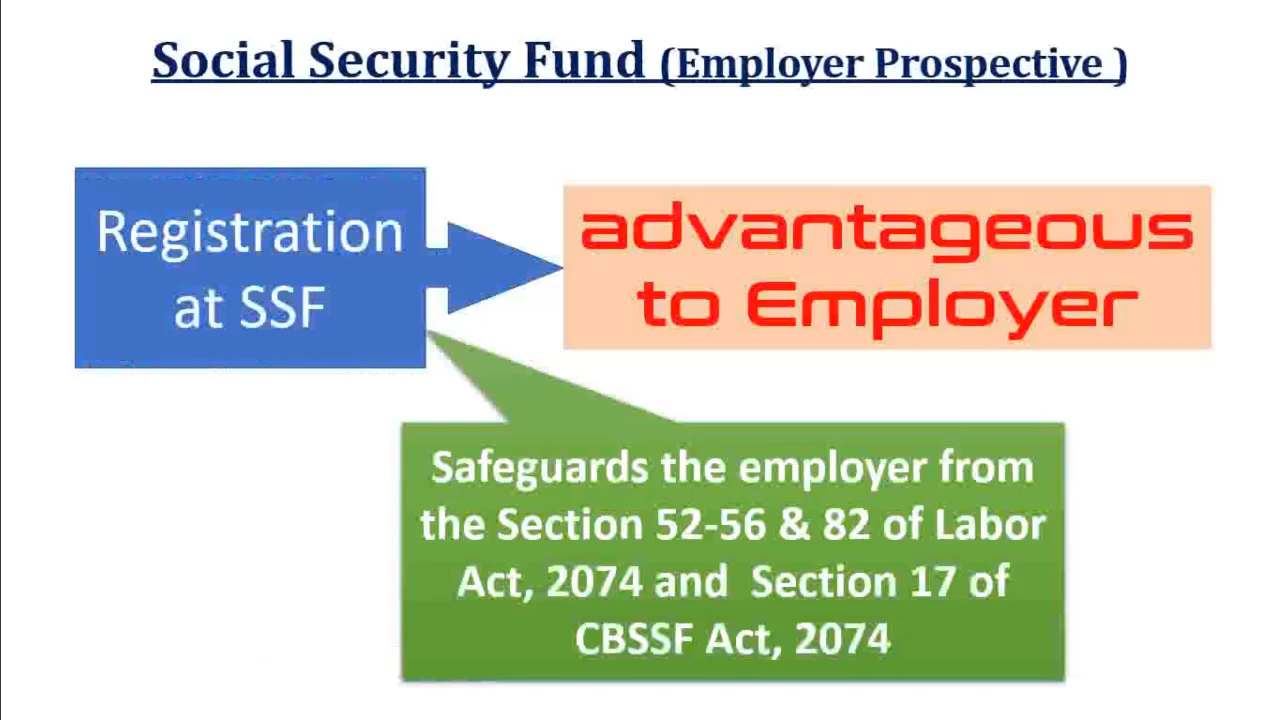 Social Security Fund (Employer Prospective )
Registration
at SSF
advantageous
to Employer
Safeguards the employer from
the Section 52-56 & 82 of Labor
Act, 2074 and  Section 17 of
CBSSF Act, 2074